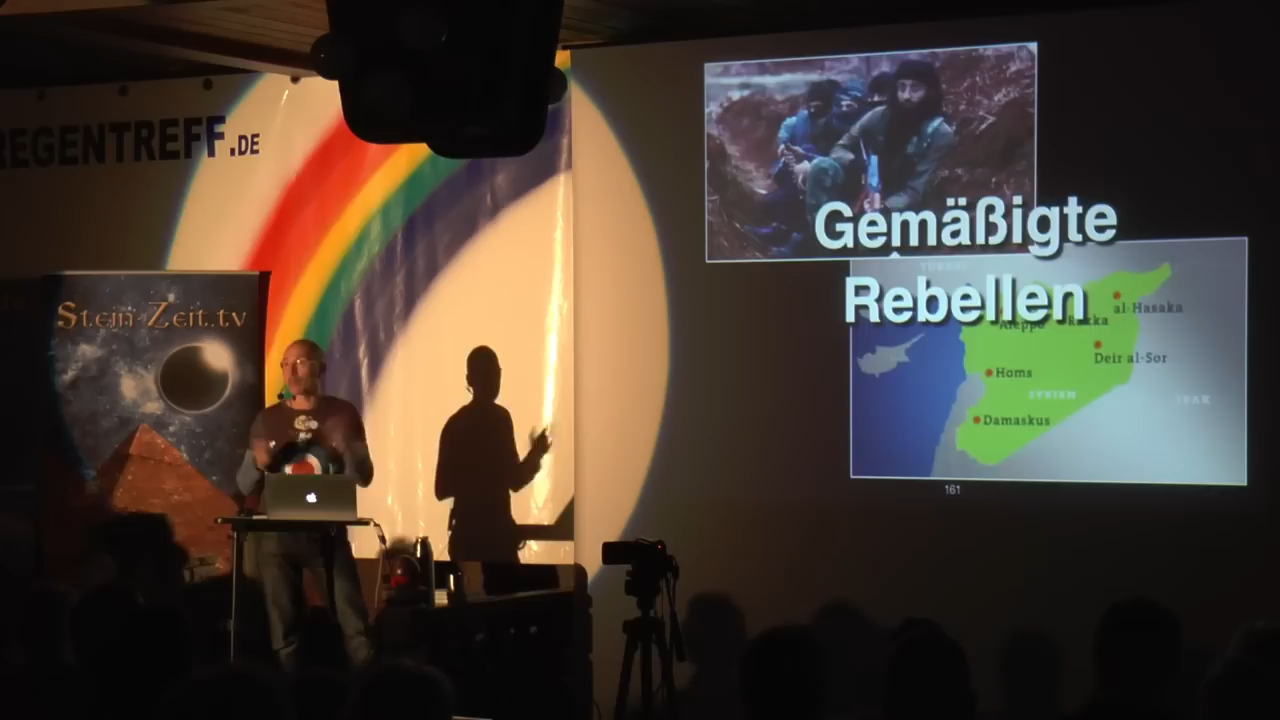 REGENTREFF.DE
Stein-Zeit.tv
Gemäßigte
Rebellen
TÜRKEI
al-Hasaka
Aleppo
Rakka
Deir al-Sor
Homs
SYRIEN
IRAK
Damaskus
161